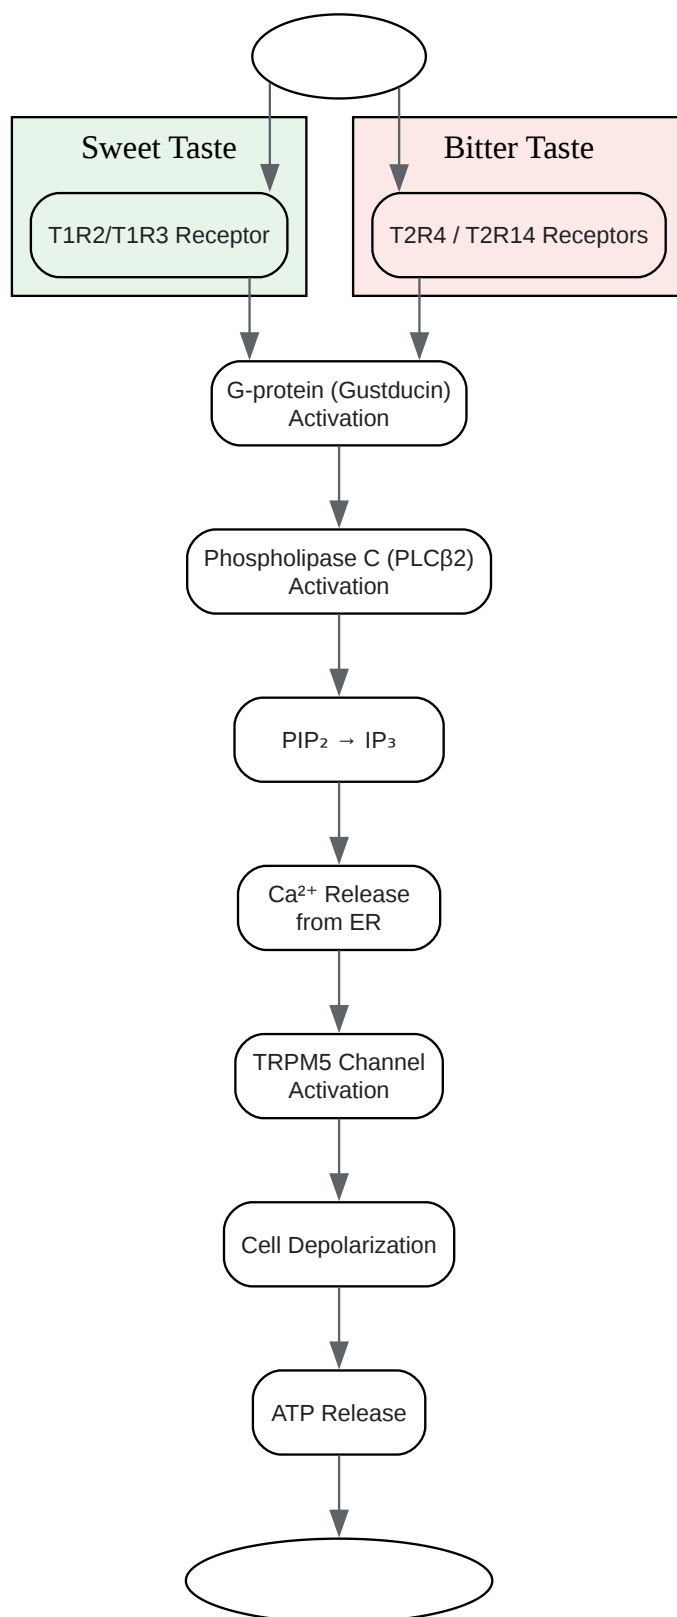 Sweet Taste
Bitter Taste
T1R2/T1R3 Receptor
T2R4 / T2R14 Receptors
G-protein (Gustducin)
Activation
Phospholipase C (PLCβ2)
Activation
PIP₂ → IP₃
Ca²⁺ Release
from ER
TRPM5 Channel
Activation
Cell Depolarization
ATP Release